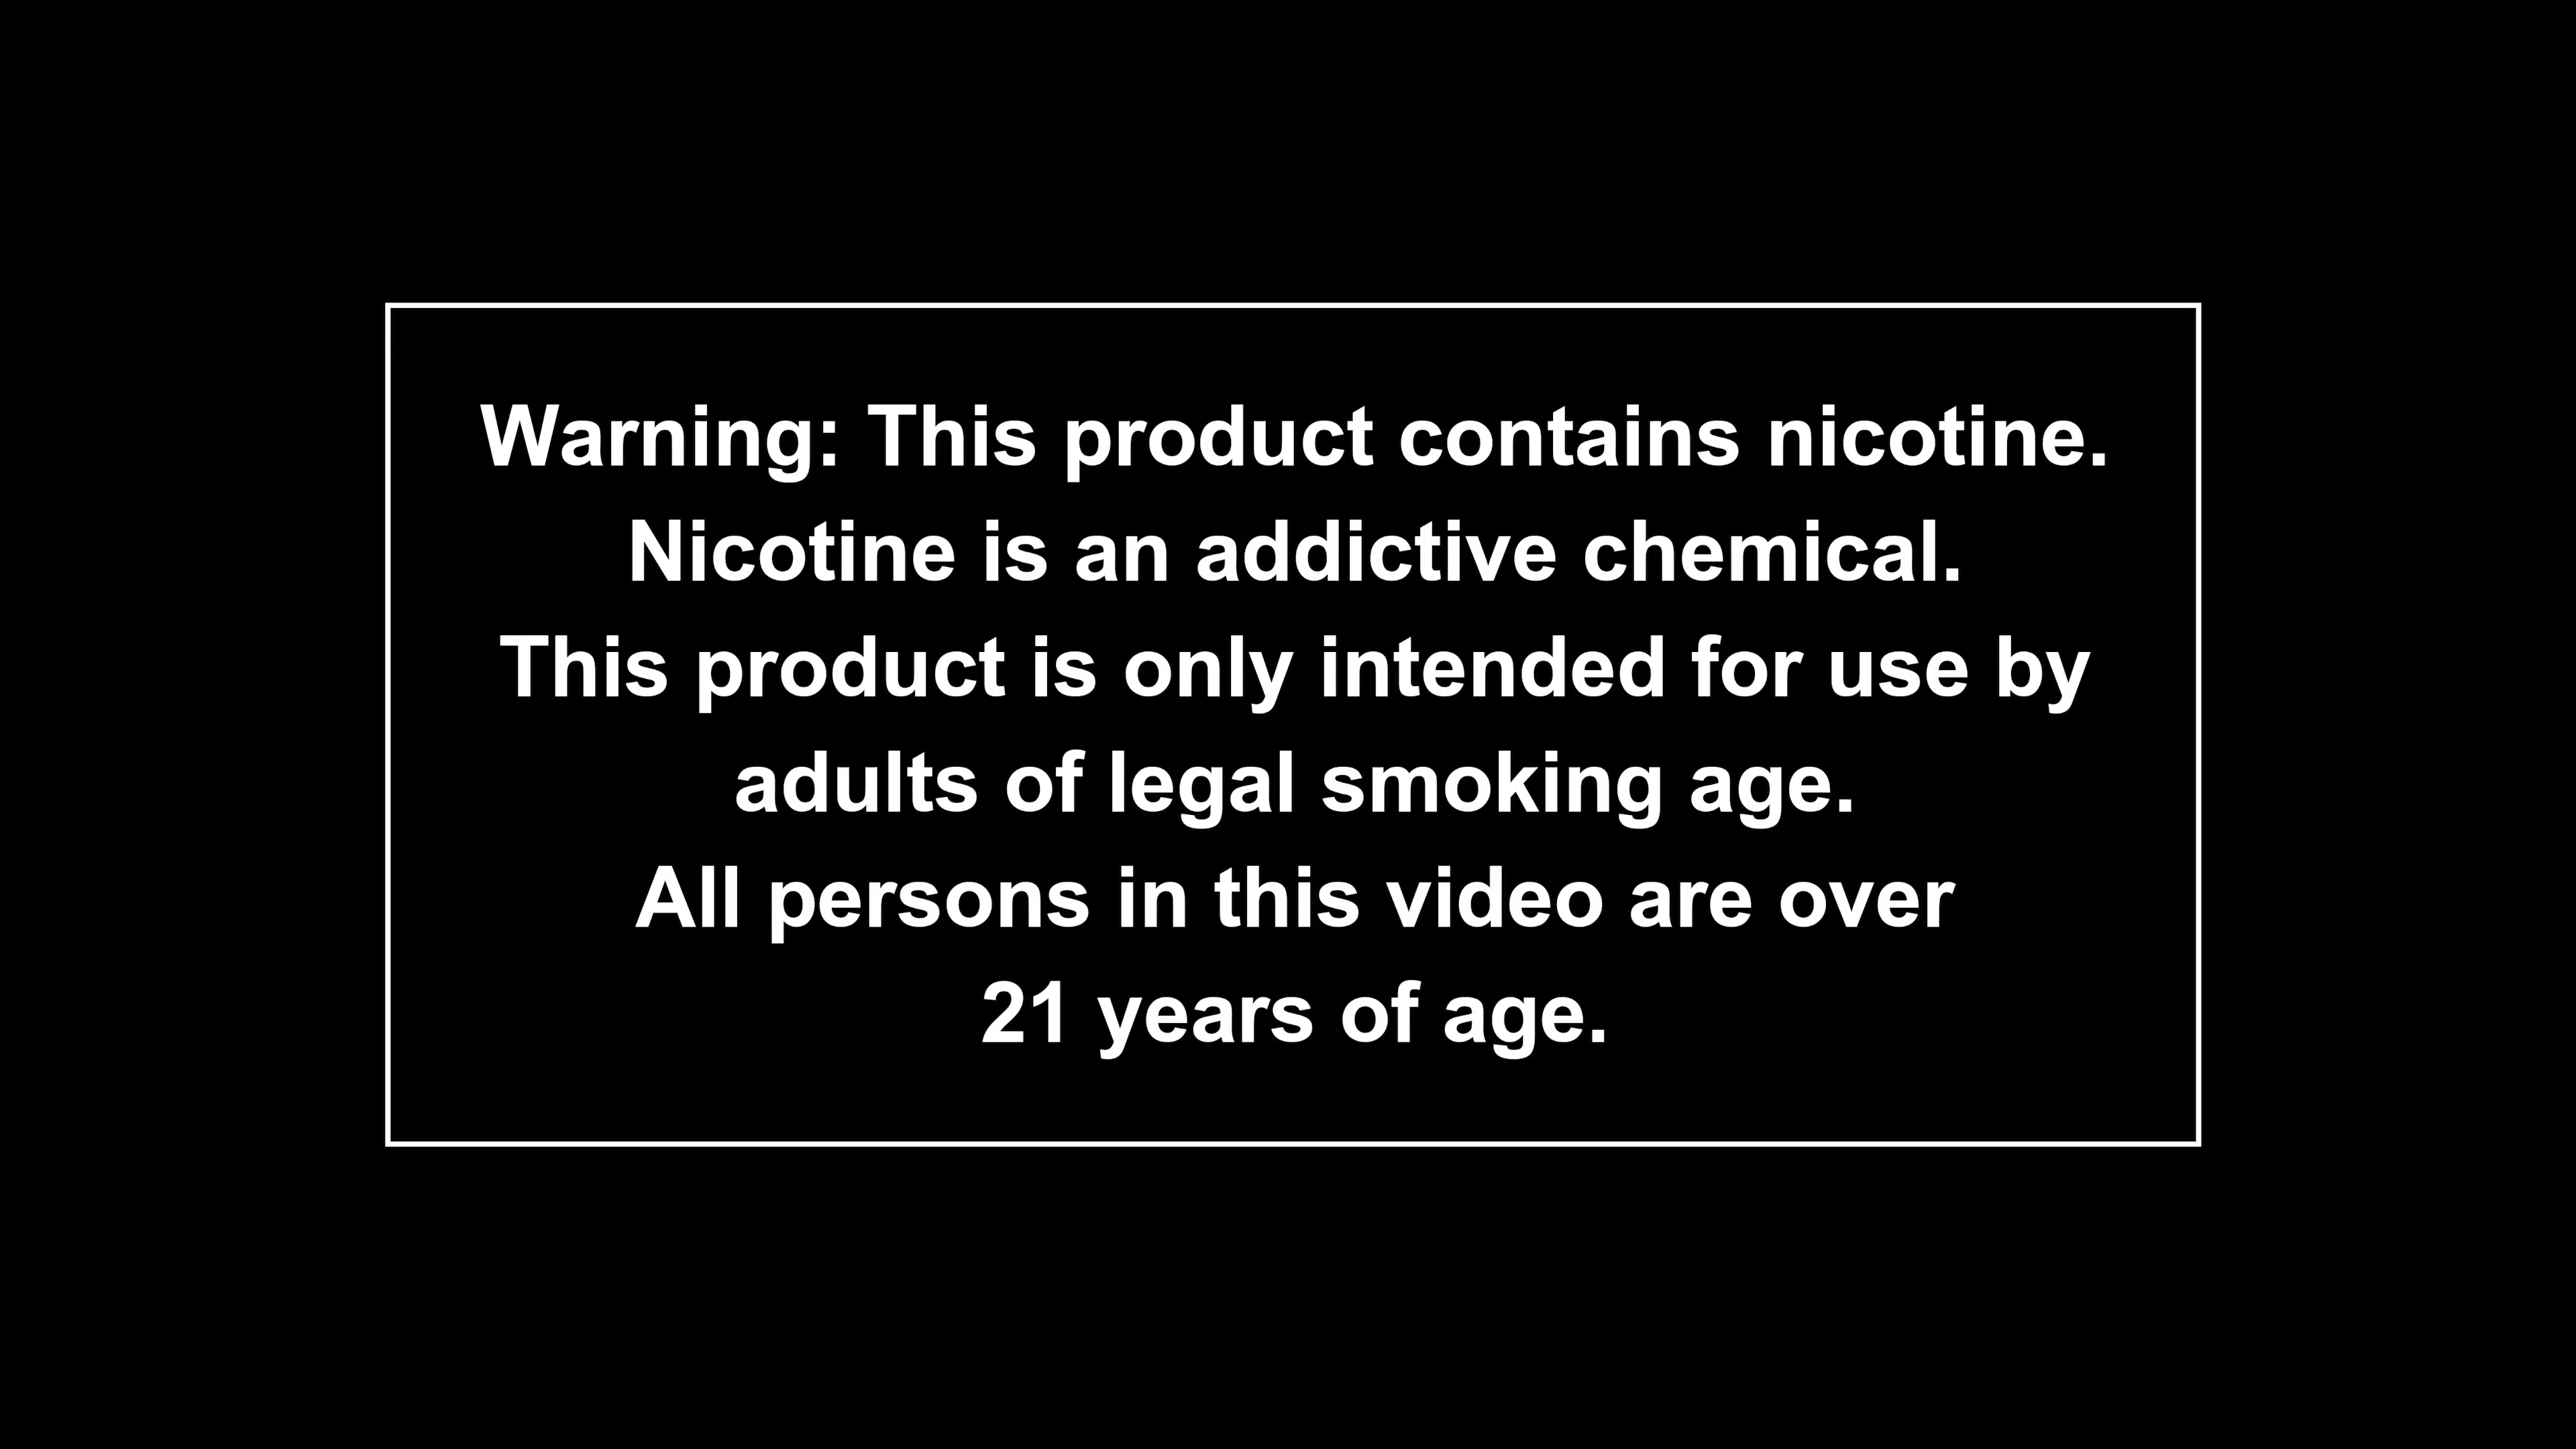 Warning: This product contains nicotine.
Nicotine is an addictive chemical.
This product is only intended for use by
adults of legal smoking age.
All persons in this video are over
21 years of age.